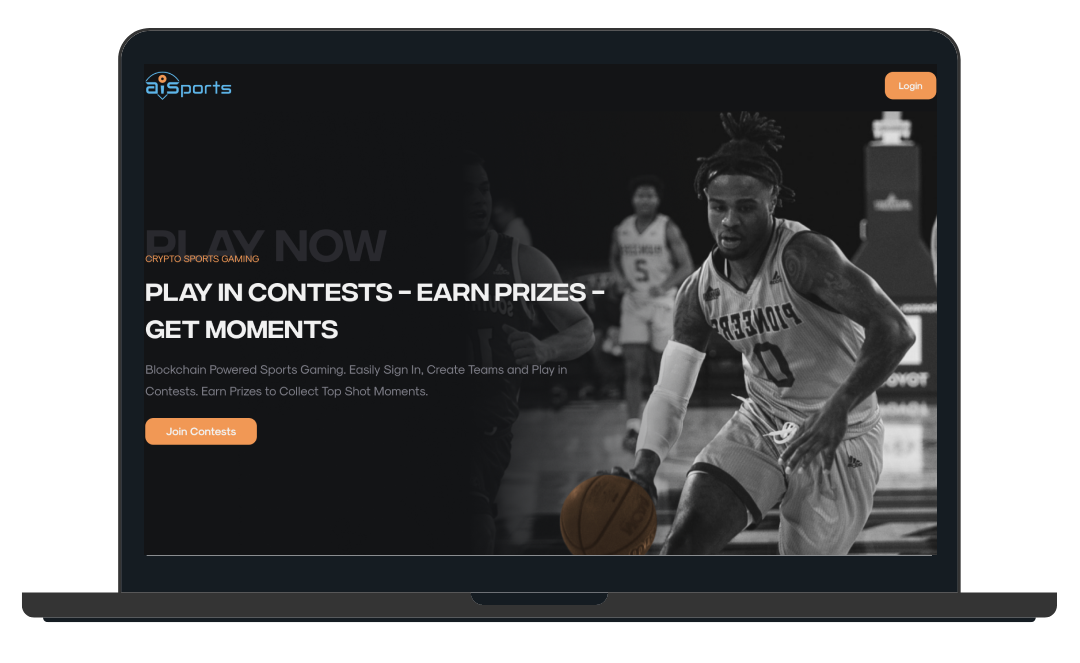 aiSports
Login
PLAY NOW
CRYPTO SPORTS GAMING
PLAY IN CONTESTS – EARN PRIZES –
GET MOMENTS
Blockchain Powered Sports Gaming. Easily Sign In, Create Teams and Play in
Contests. Earn Prizes to Collect Top Shot Moments.
Join Contests
PIONEERS
0
5